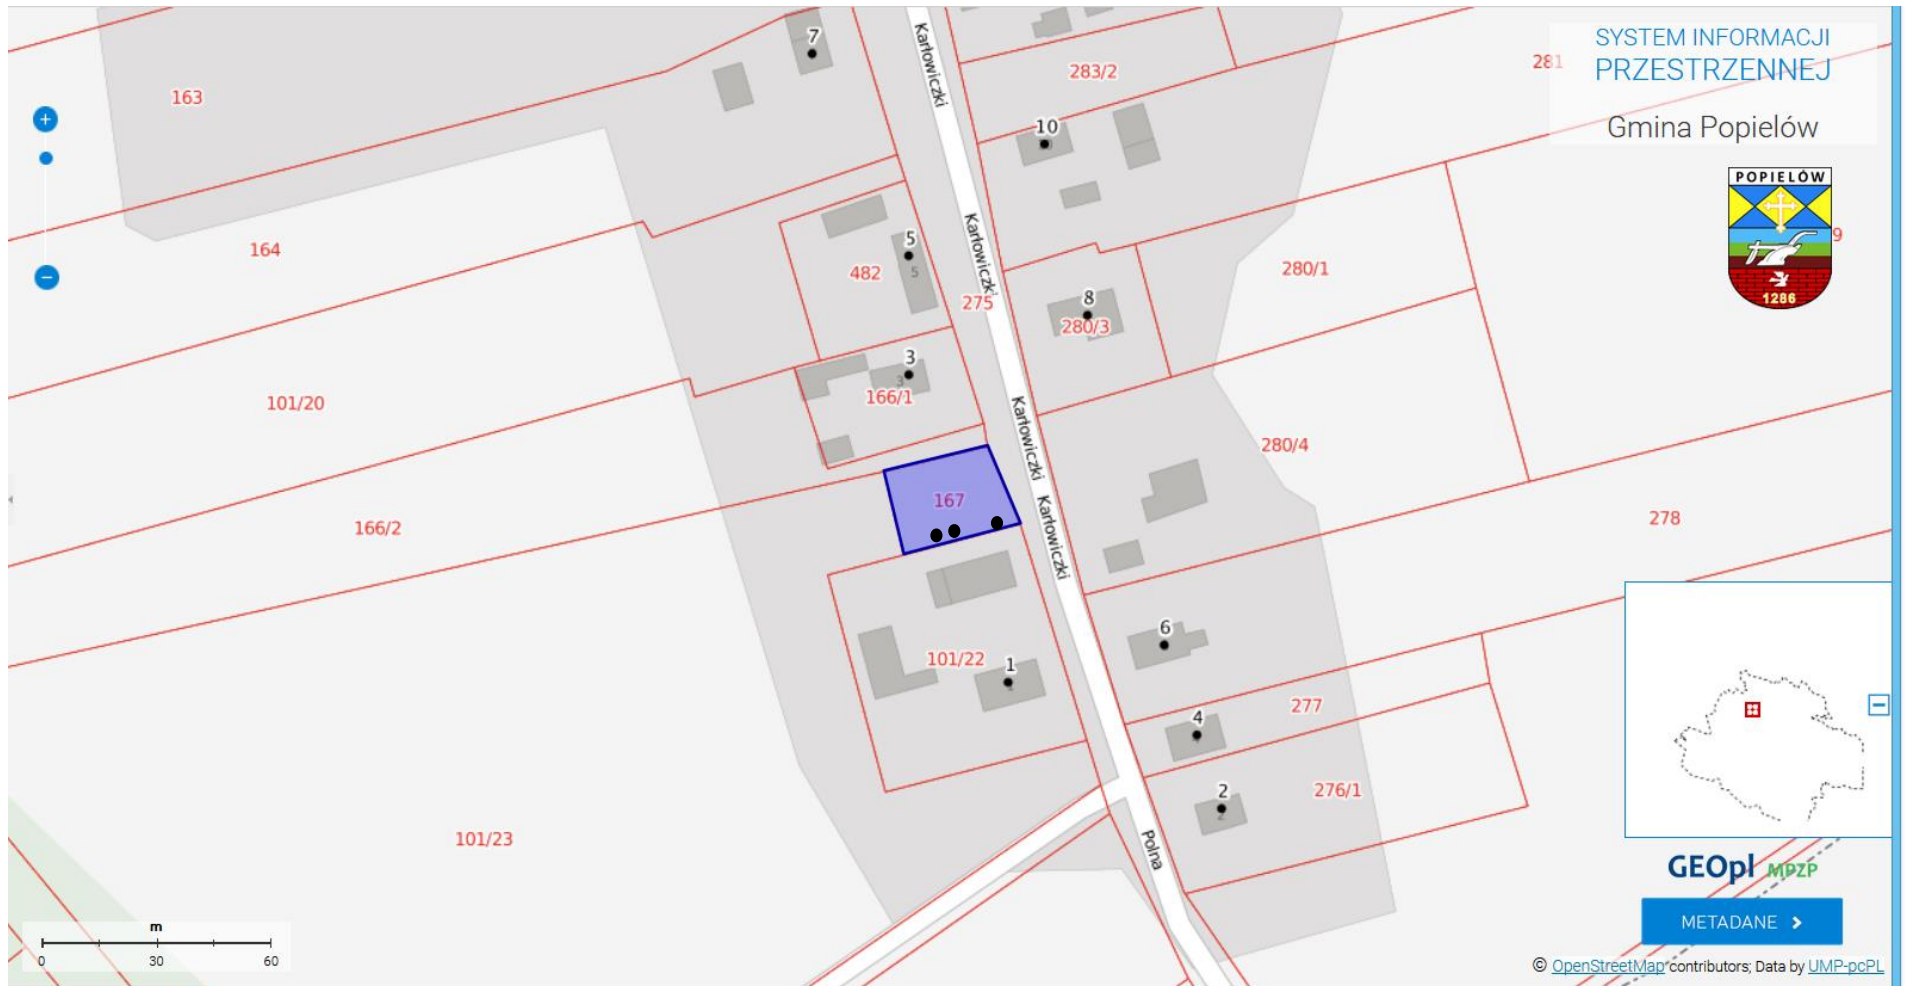 SYSTEM INFORMACJI
PRZESTRZENNEJ
Gmina Popielów
POPIELÓW
1286
7
Karłowiczki
283/2
281
163
10
164
5
5
482
Karłowiczki
275
9
280/1
8
280/3
3
3
166/1
101/20
Karłowiczki
280/4
167
166/2
Karłowiczki
278
101/22
1
6
277
4
276/1
2
2
101/23
Polna
m
0 30 60
GEOpl MPZP
METADANE
© OpenStreetMap contributors; Data by UMP-pcPL